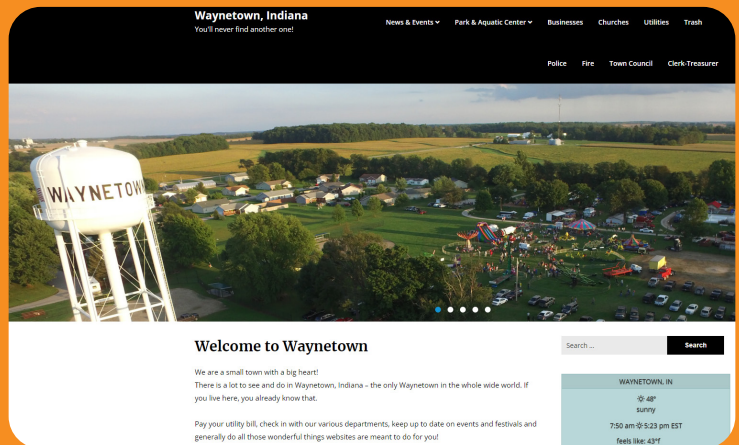 Waynetown, Indiana
You'll never find another one!
News & Events Park & Aquatic Center Businesses Churches Utilities Trash
Police Fire Town Council Clerk-Treasurer
WAYNETOWN
Welcome to Waynetown
We are a small town with a big heart!
There is a lot to see and do in Waynetown, Indiana – the only Waynetown in the whole wide world. If
you live here, you already know that.
Pay your utility bill, check in with our various departments, keep up to date on events and festivals and
generally do all those wonderful things websites are meant to do for you!
Search ... Search
WAYNETOWN, IN
48°
sunny
7:50 am 5:23 pm EST
feels like: 43°f